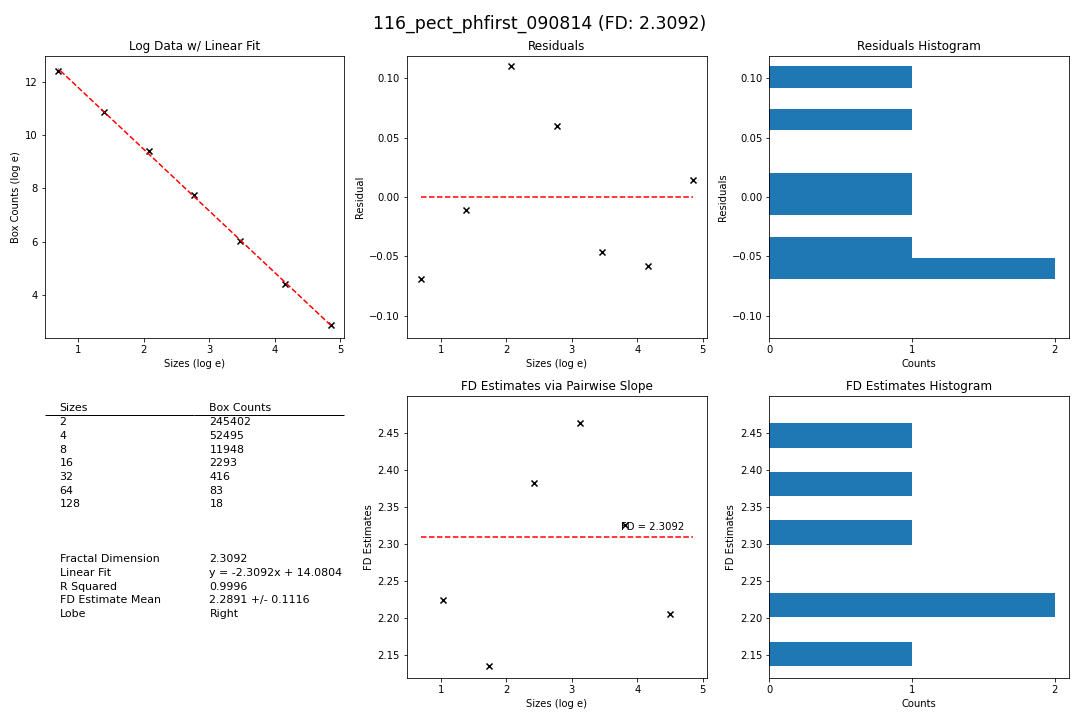 116_pect_phfirst_090814 (FD: 2.3092)
Log Data w/ Linear Fit
12
10
8
6
4
Box Counts (log e)
1 2 3 4 5
Sizes (log e)
Residuals
0.10
0.05
0.00
−0.05
−0.10
Residual
1 2 3 4 5
Sizes (log e)
Residuals Histogram
0.10
0.05
0.00
−0.05
−0.10
Residuals
0 1 2
Counts
Sizes Box Counts
2 245402
4 52495
8 11948
16 2293
32 416
64 83
128 18
Fractal Dimension 2.3092
Linear Fit y = -2.3092x + 14.0804
R Squared 0.9996
FD Estimate Mean 2.2891 +/- 0.1116
Lobe Right
FD Estimates via Pairwise Slope
2.45
2.40
2.35
2.30
2.25
2.20
2.15
FD Estimates
FD = 2.3092
1 2 3 4 5
Sizes (log e)
FD Estimates Histogram
2.45
2.40
2.35
2.30
2.25
2.20
2.15
FD Estimates
0 1 2
Counts